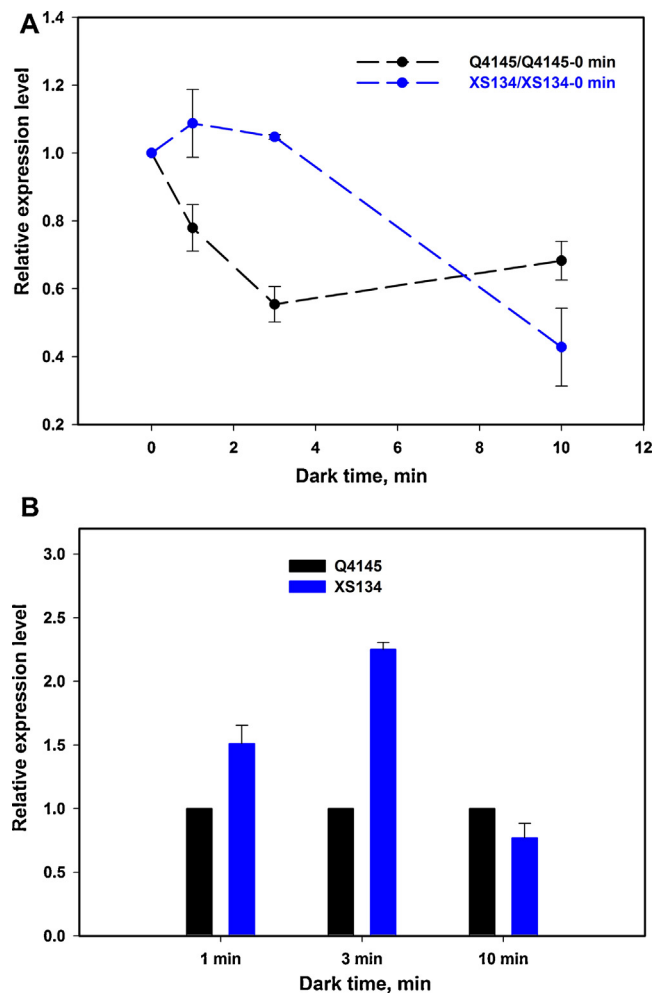 A
1.4
1.2
1.0
0.8
0.6
0.4
0.2
Relative expression level
Q4145/Q4145-0 min
XS134/XS134-0 min
0 2 4 6 8 10 12
Dark time, min
B
3.0
2.5
2.0
1.5
1.0
0.5
0.0
Relative expression level
Q4145
XS134
1 min 3 min 10 min
Dark time, min